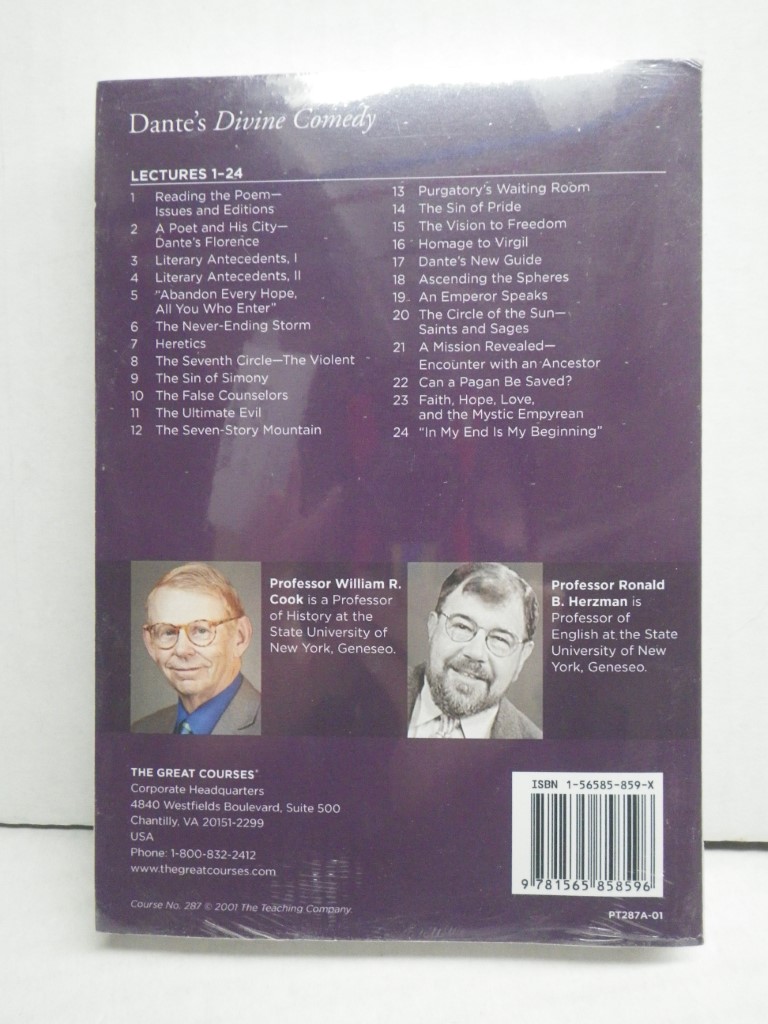 Dante's Divine Comedy
LECTURES 1–24
1 Reading the Poem—
Issues and Editions
2 A Poet and His City—
Dante's Florence
3 Literary Antecedents, I
4 Literary Antecedents, II
5 "Abandon Every Hope,
All You Who Enter"
6 The Never-Ending Storm
7 Heretics
8 The Seventh Circle—The Violent
9 The Sin of Simony
10 The False Counselors
11 The Ultimate Evil
12 The Seven-Story Mountain
13 Purgatory's Waiting Room
14 The Sin of Pride
15 The Vision to Freedom
16 Homage to Virgil
17 Dante's New Guide
18 Ascending the Spheres
19 An Emperor Speaks
20 The Circle of the Sun—
Saints and Sages
21 A Mission Revealed—
Encounter with an Ancestor
22 Can a Pagan Be Saved?
23 Faith, Hope, Love,
and the Mystic Empyrean
24 "In My End Is My Beginning"
Professor William R.
Cook is a Professor
of History at the
State University of
New York, Geneseo.
Professor Ronald
B. Herzman is
Professor of
English at the State
University of New
York, Geneseo.
THE GREAT COURSES®
Corporate Headquarters
4840 Westfields Boulevard, Suite 500
Chantilly, VA 20151-2299
USA
Phone: 1-800-832-2412
www.thegreatcourses.com
Course No. 287 © 2001 The Teaching Company.
ISBN 1-56585-859-X
9 781565 858596
PT287A-01